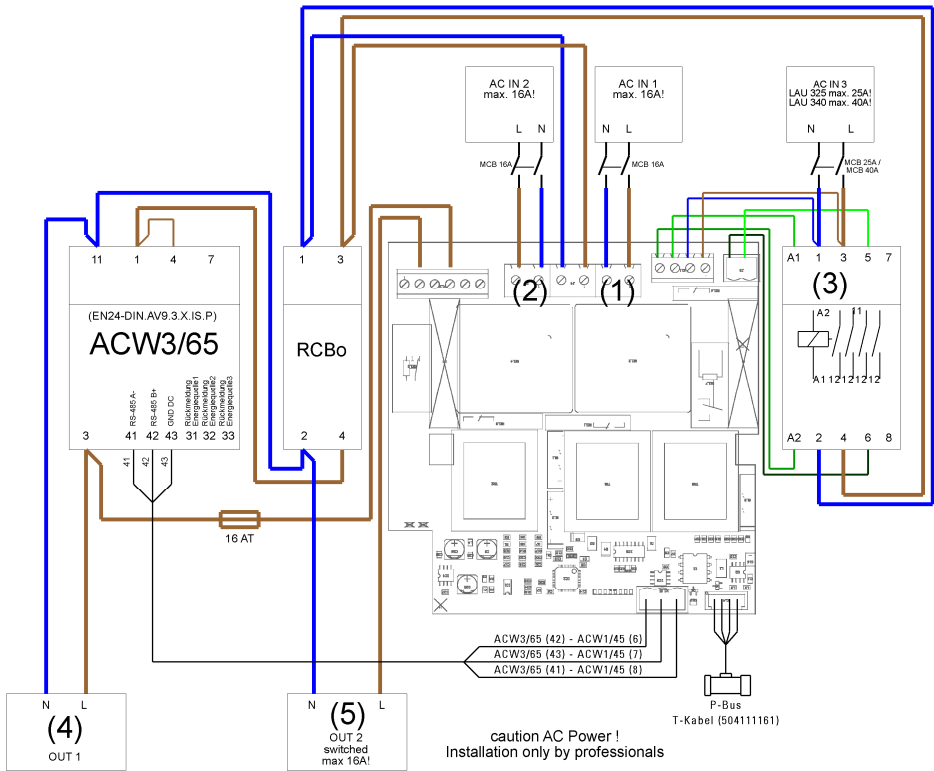 AC IN 2
max. 16A!
L N
AC IN 1
max. 16A!
N L
AC IN 3
LAU 325 max. 25A!
LAU 340 max. 40A!
N L
MCB 16A
MCB 16A
MCB 25A /
MCB 40A
11 1 4 7
1 3
A1 1 3 5 7
(2)
(1)
(3)
(EN24-DIN.AV9.3.X.IS.P)
ACW3/65
RCBo
A2 11
A1 12 12 12 12
RS-485 A-
RS-485 B+
GND DC
Rückmeldung
Energiequelle1
Rückmeldung
Energiequelle2
Rückmeldung
Energiequelle3
3 41 42 43 31 32 33
2 4
A2 2 4 6 8
41 42 43
16 AT
ACW3/65 (42) - ACW1/45 (6)
ACW3/65 (43) - ACW1/45 (7)
ACW3/65 (41) - ACW1/45 (8)
P-Bus
T-Kabel (504111161)
N L
(4)
OUT 1
N L
(5)
OUT 2
switched
max 16A!
caution AC Power !
Installation only by professionals